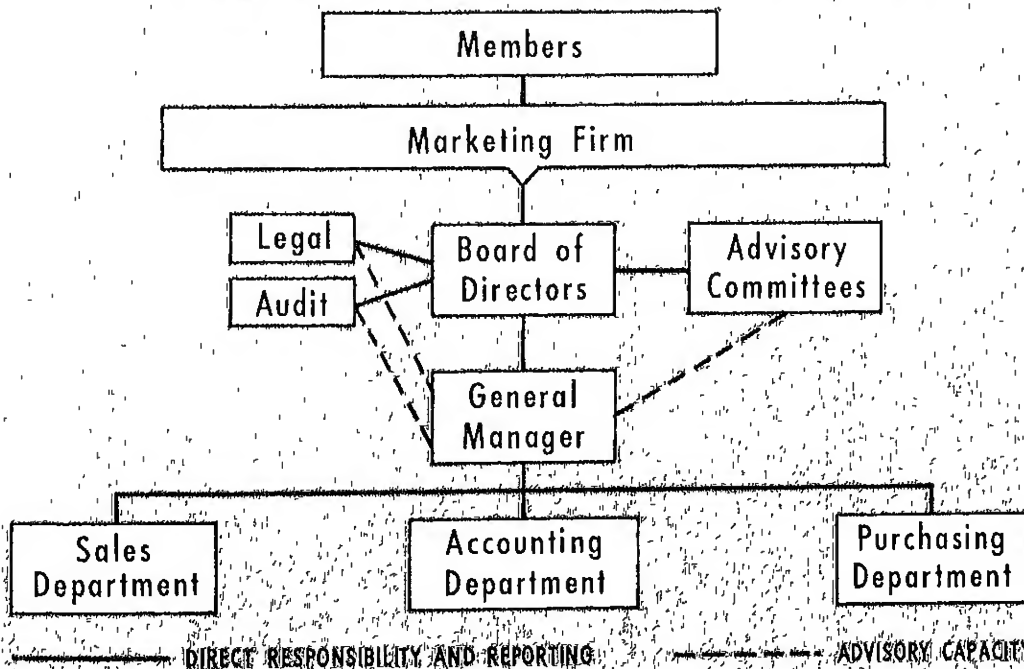 Members
Marketing Firm
Legal
Audit
Board of
Directors
Advisory
Committees
General
Manager
Sales
Department
Accounting
Department
Purchasing
Department
DIRECT RESPONSIBILITY AND REPORTING
ADVISORY CAPACIT